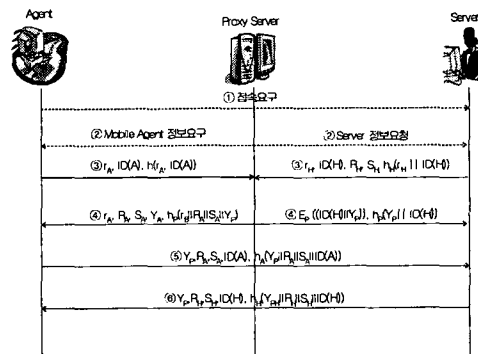 Agent
Proxy Server
Server
① 접속요구
② Mobile Agent 정보요구
② Server 정보요청
③ r_A, ID(A), h(r_A, ID(A))
③ r_H, ID(H), R_H, S_H, h_H(r_H || ID(H))
④ r_A, R_A, S_A, Y_A, h_P(r_B||R_A||S_A||Y_P)
④ E_P ((ID(H)||Y_P)), h_P(Y_P || ID(H))
⑤ Y_P,R_A,S_A,ID(A), h_A(Y_P||R_A||S_A||ID(A))
⑥ Y_P,R_H,S_H,ID(H), h_H(Y_PH||R_H||S_H||ID(H))